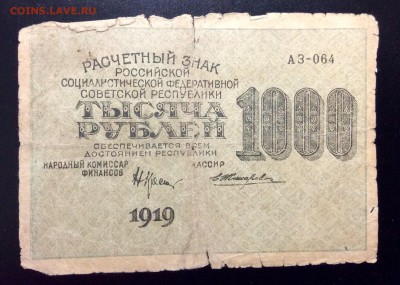 COINS.LAVE.RU
РАСЧЕТНЫЙ ЗНАК
РОССИЙСКОЙ
СОЦИАЛИСТИЧЕСКОЙ ФЕДЕРАТИВНОЙ
СОВЕТСКОЙ РЕСПУБЛИКИ
ТЫСЯЧА
РУБЛЕЙ
ОБЕСПЕЧИВАЕТСЯ ВСЕМ
ДОСТОЯНИЕМ РЕСПУБЛИКИ
НАРОДНЫЙ КОМИССАР
ФИНАНСОВ
КАССИР
1919
АЗ-064
1000